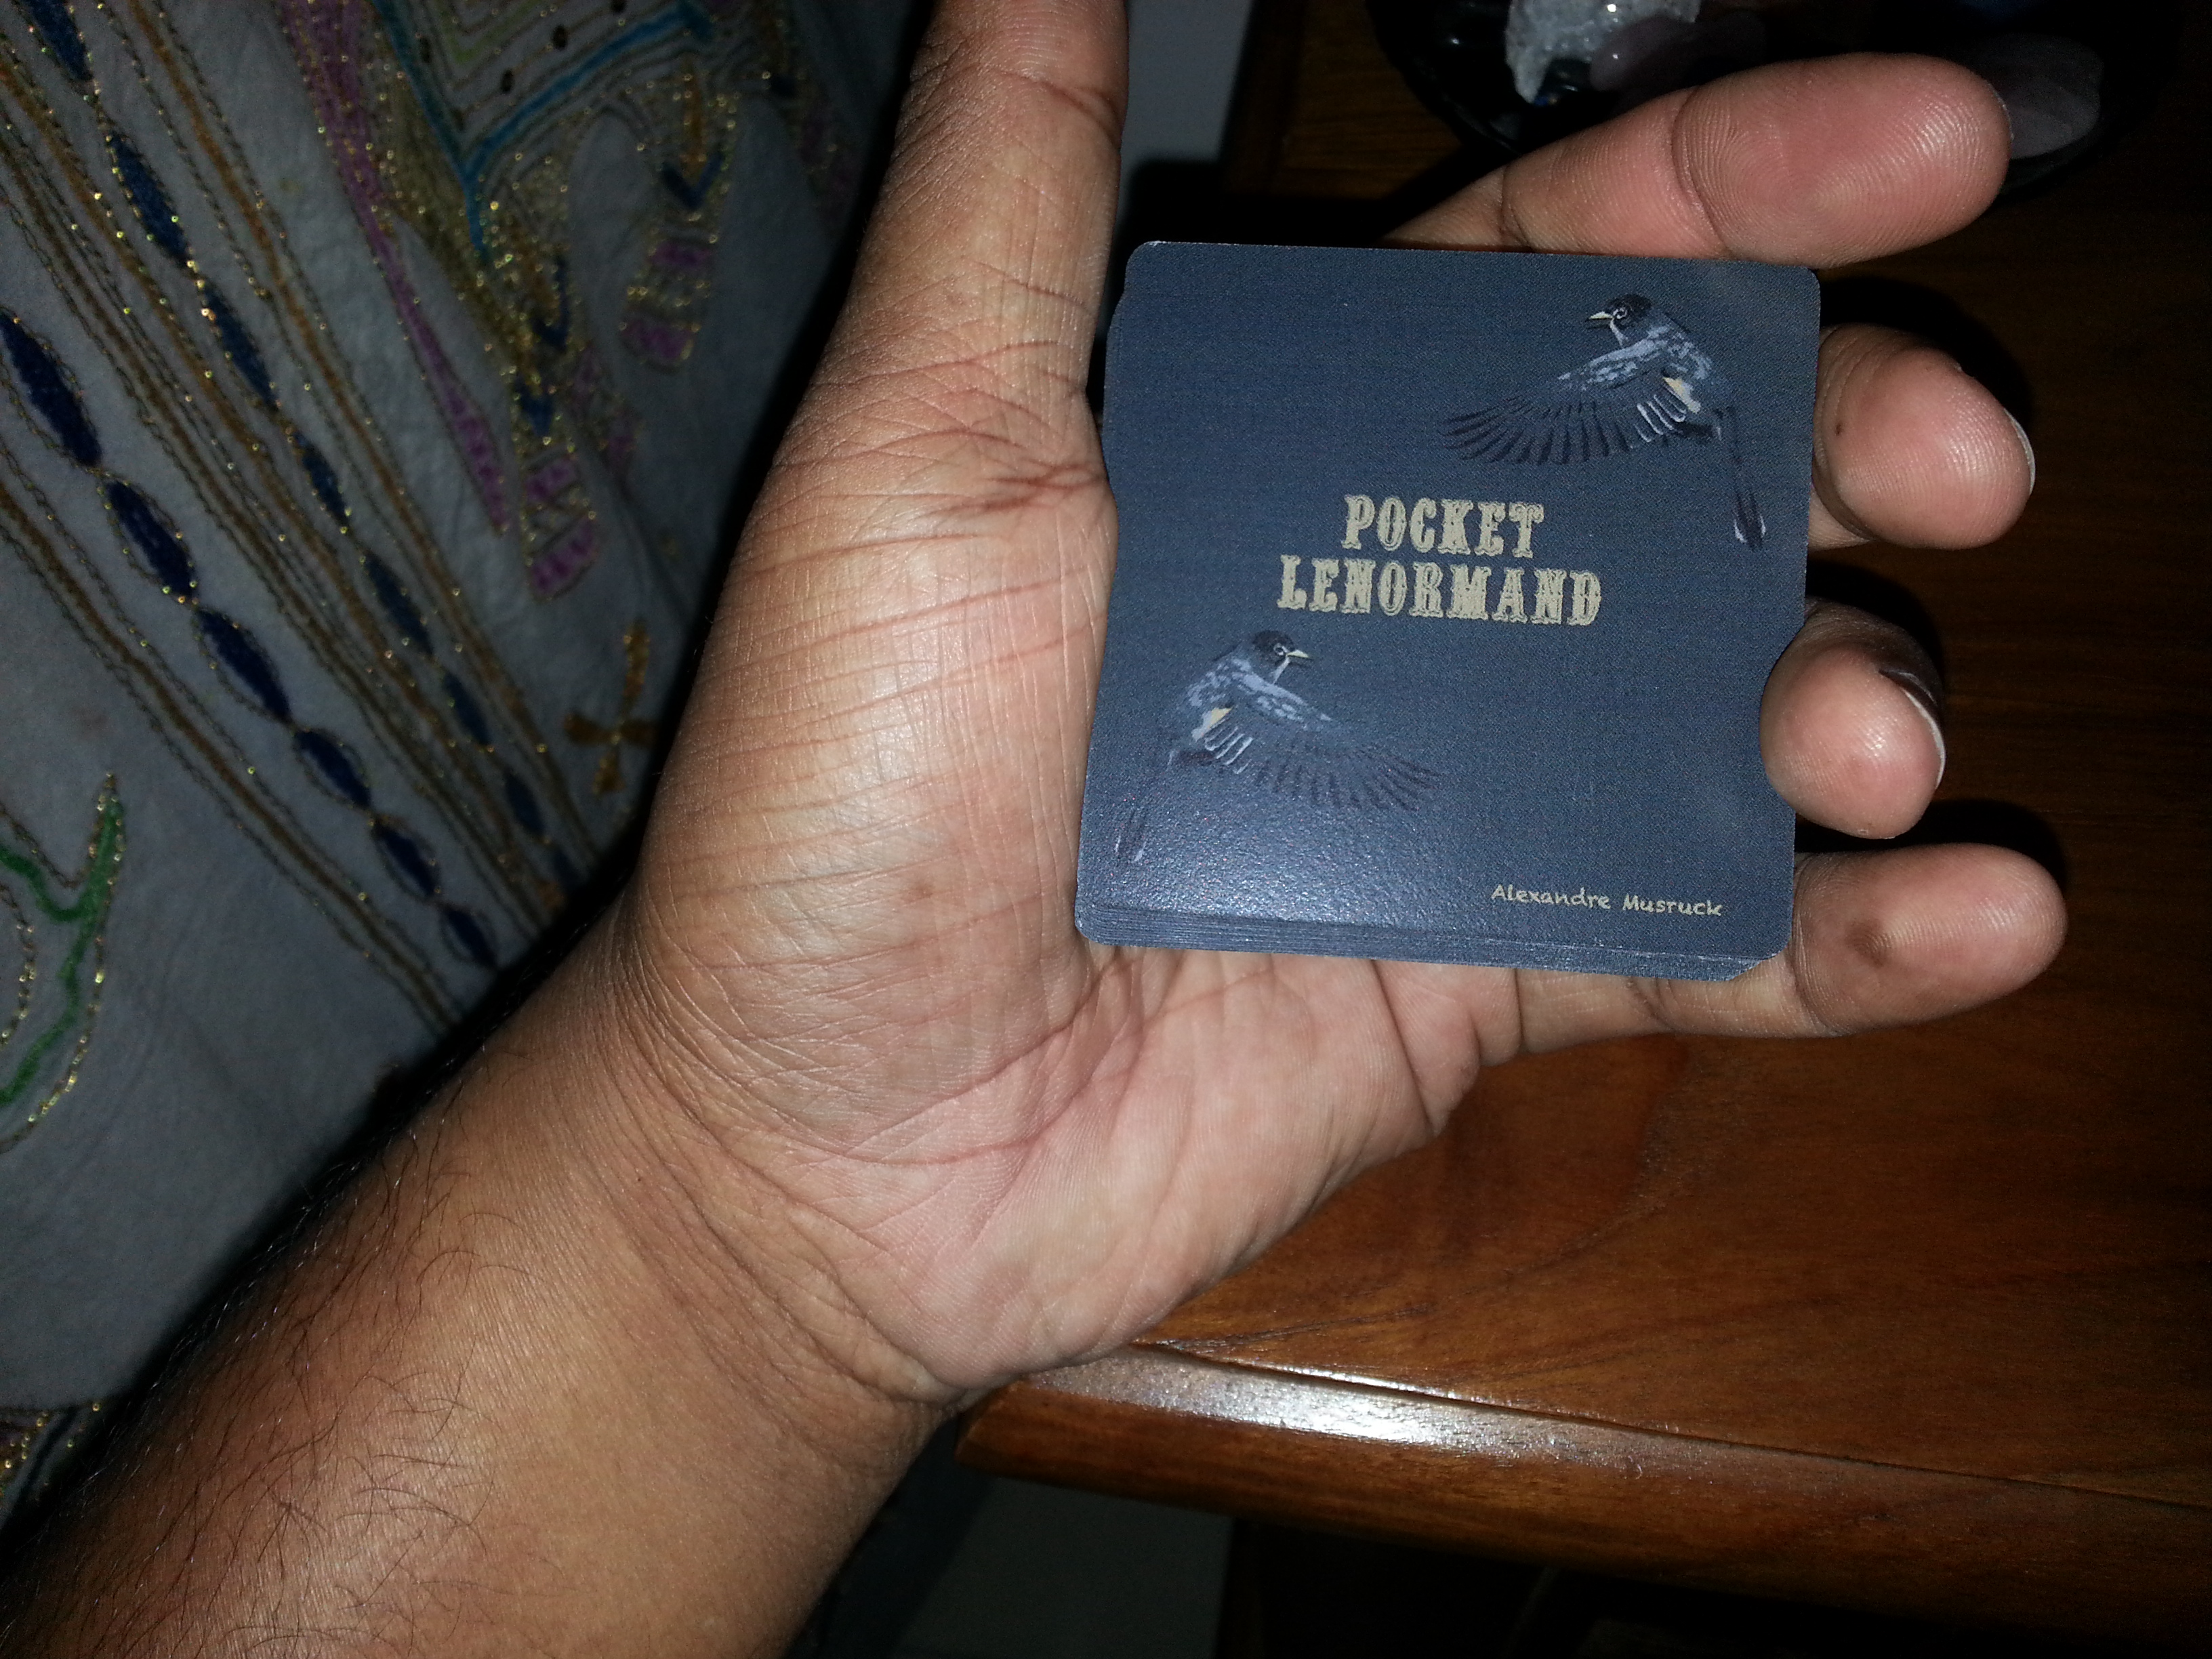 POCKET
LENORMAND
Alexandre Musruck